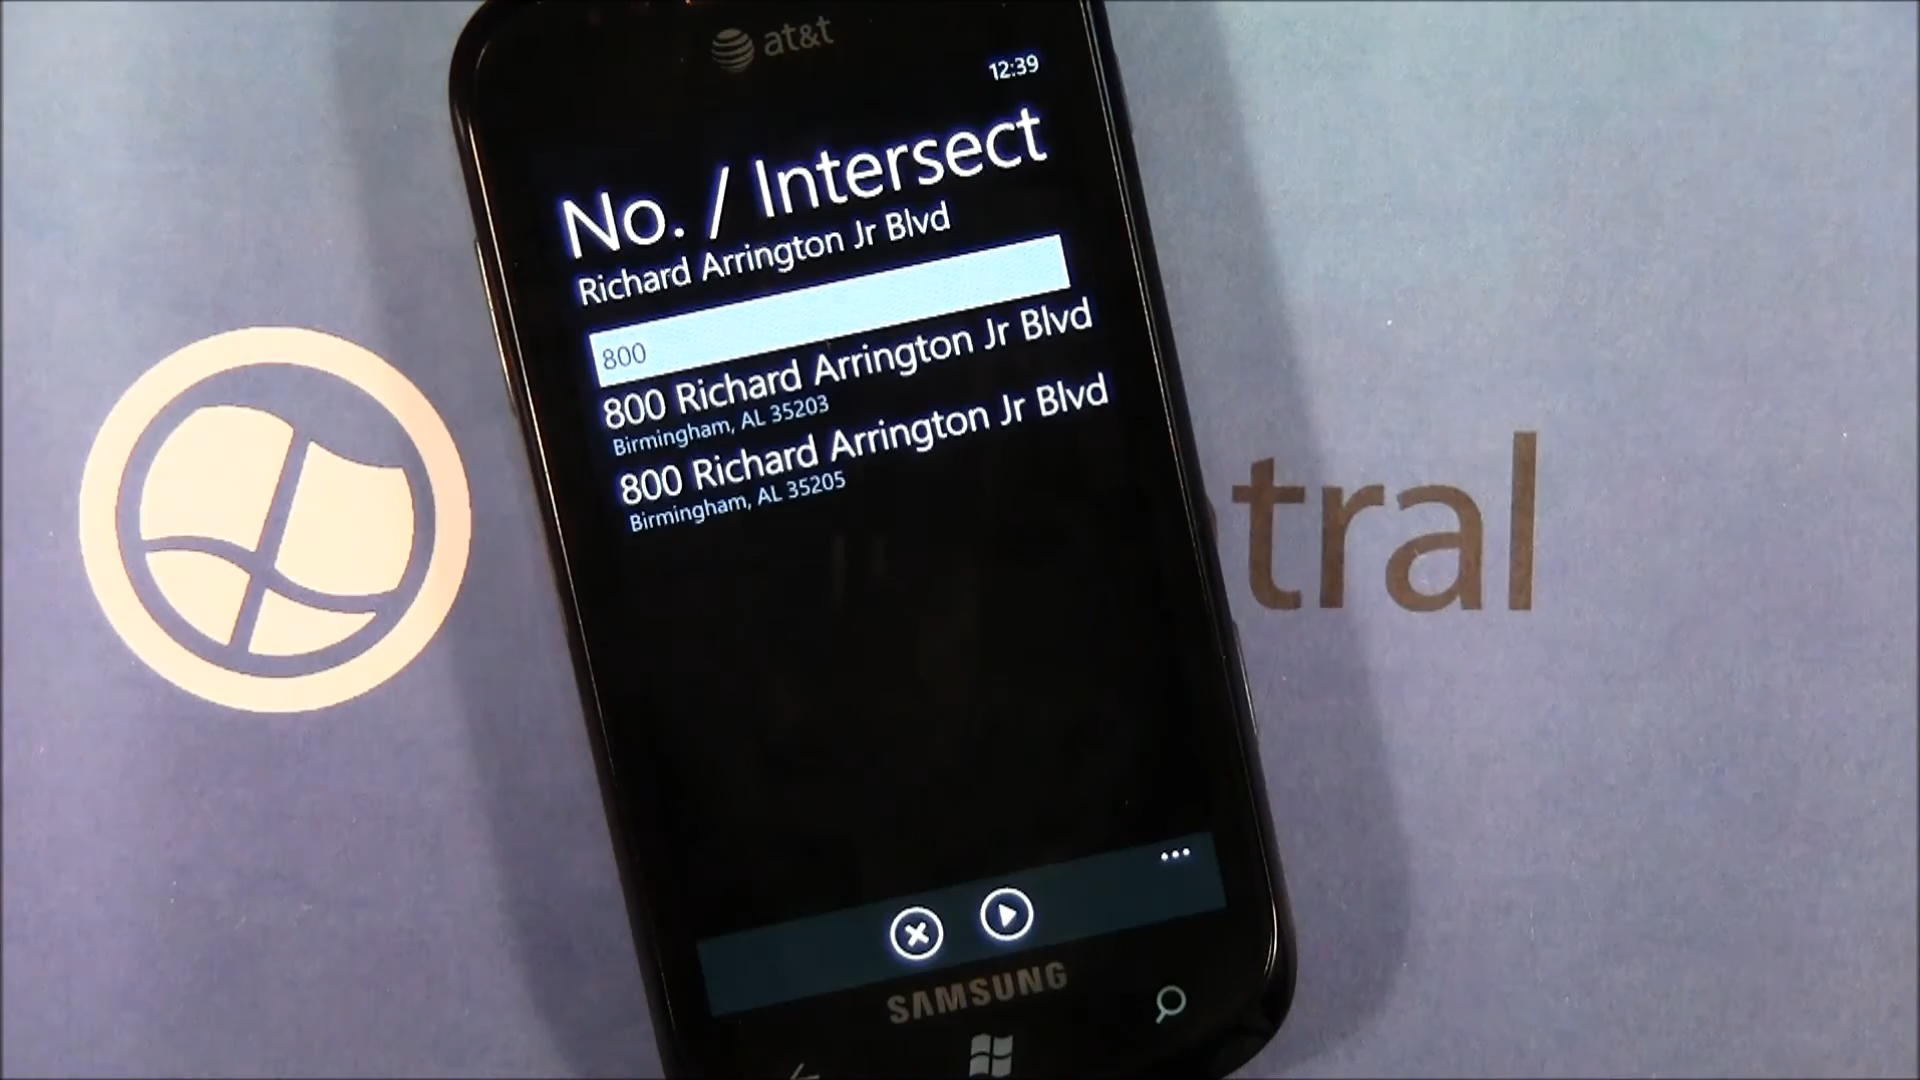 at&t
12:39
No. / Intersect
Richard Arrington Jr Blvd
800
800 Richard Arrington Jr Blvd
Birmingham, AL 35203
800 Richard Arrington Jr Blvd
Birmingham, AL 35205
tral
SAMSUNG